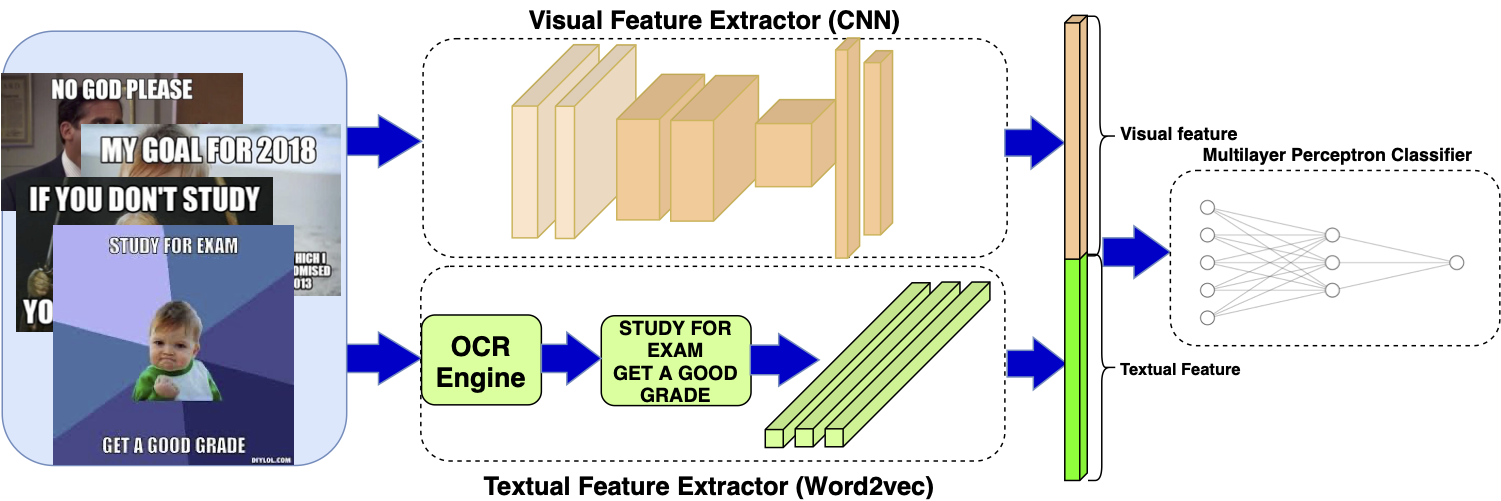 Visual Feature Extractor (CNN)
NO GOD PLEASE
MY GOAL FOR 2018
IF YOU DON'T STUDY
STUDY FOR EXAM
HICH I
OMISED
013
YO
GET A GOOD GRADE
DIYLOL.COM
OCR
Engine
STUDY FOR
EXAM
GET A GOOD
GRADE
Textual Feature Extractor (Word2vec)
Visual feature
Textual Feature
Multilayer Perceptron Classifier